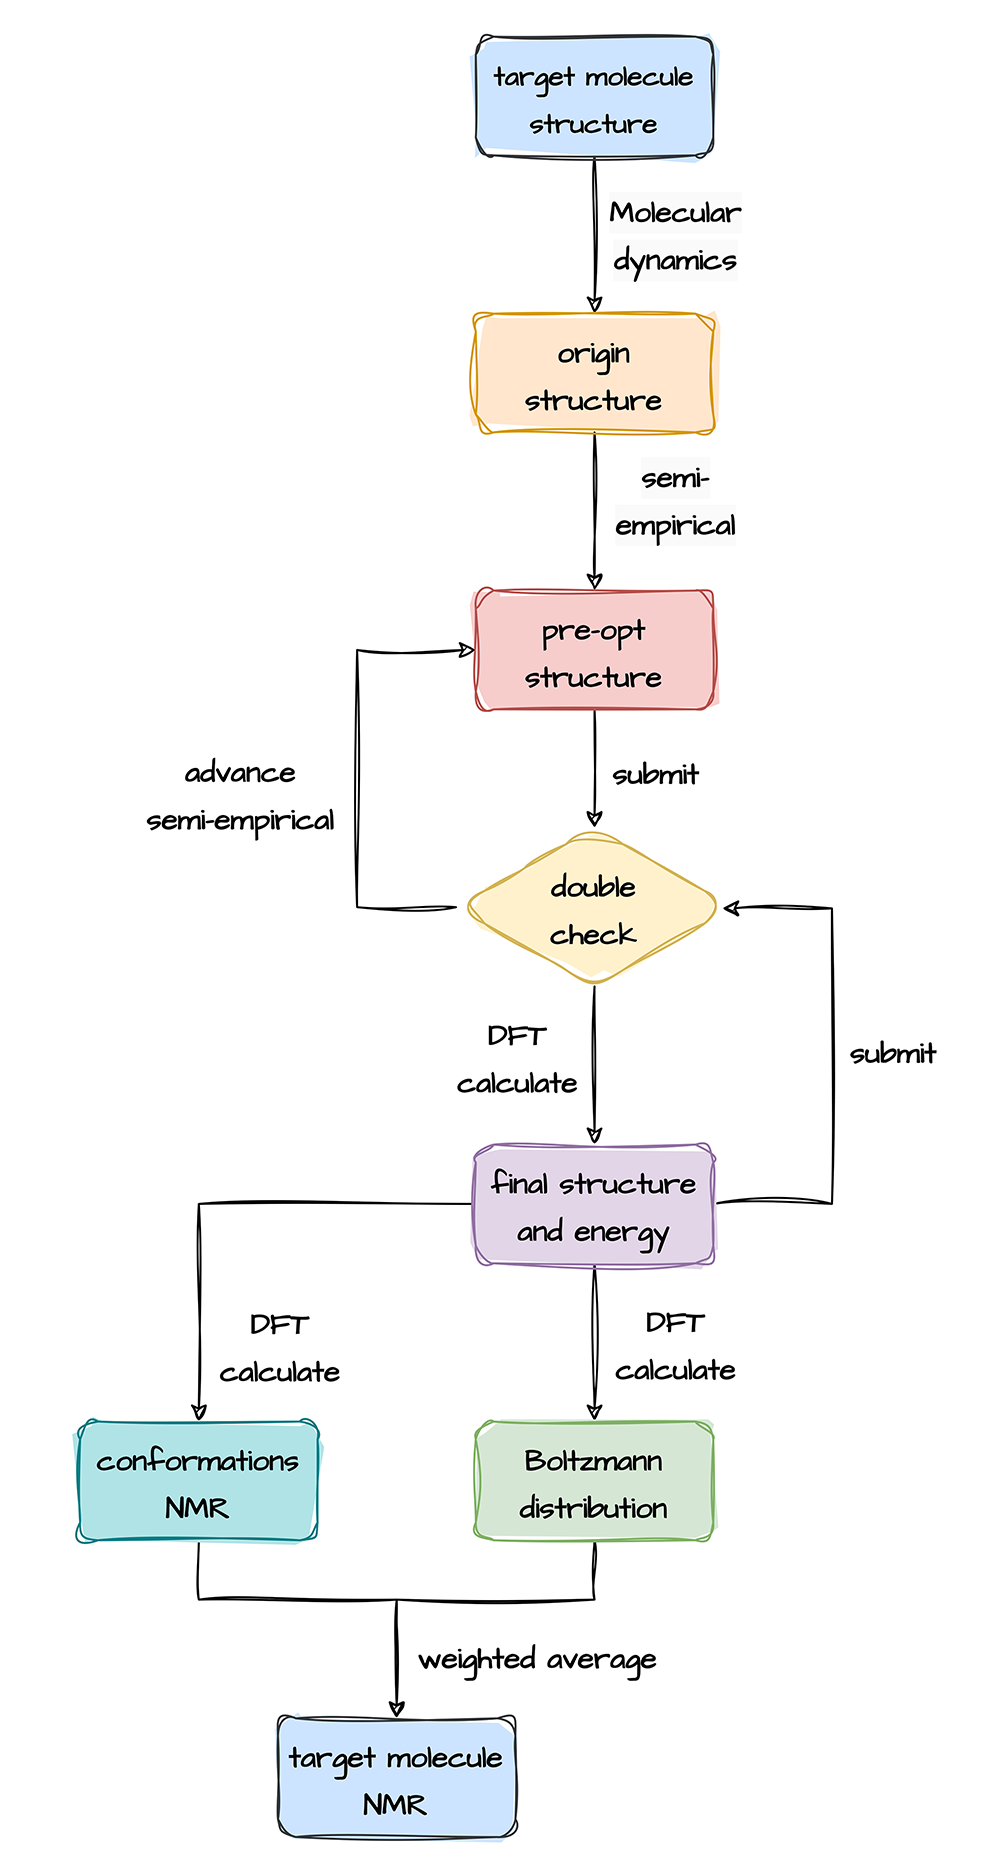 target molecule
structure
Molecular
dynamics
origin
structure
semi-
empirical
pre-opt
structure
advance
semi-empirical
submit
double
check
DFT
calculate
submit
final structure
and energy
DFT
calculate
DFT
calculate
conformations
NMR
Boltzmann
distribution
weighted average
target molecule
NMR